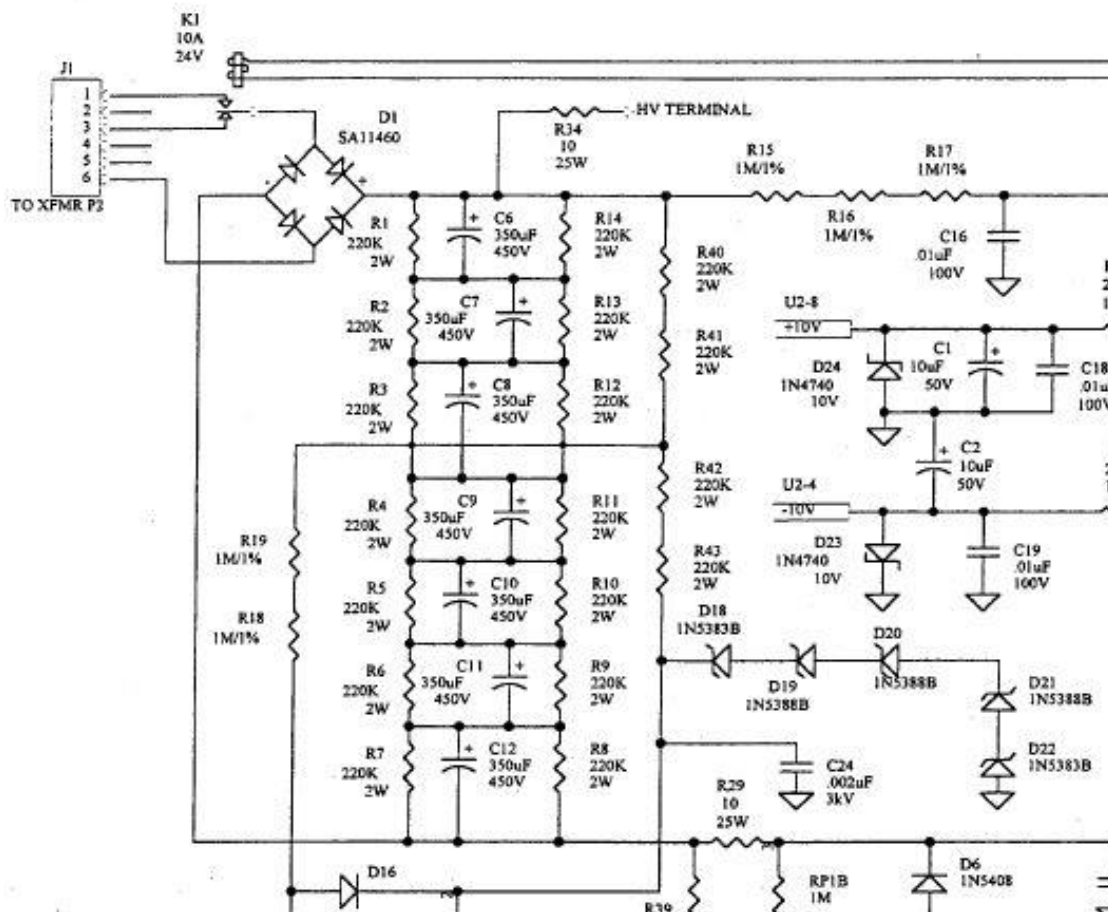 K1
10A
24V
J1
1
2
3
4
5
6
TO XFMR P2
D1
SA11460
-
+
HV TERMINAL
R34
10
25W
R15
1M/1%
R16
1M/1%
R17
1M/1%
C16
.01uF
100V
R1
220K
2W
+
C6
350uF
450V
R14
220K
2W
R40
220K
2W
R2
220K
2W
C7
350uF
450V
+
R13
220K
2W
R41
220K
2W
U2-8
+10V
D24
1N4740
10V
C1
10uF
50V
+
C18
.01u
100V
R3
220K
2W
+
C8
350uF
450V
R12
220K
2W
+
C2
10uF
50V
R42
220K
2W
U2-4
-10V
R4
220K
2W
C9
350uF
450V
+
R11
220K
2W
R19
1M/1%
R43
220K
2W
D23
1N4740
10V
C19
.01uF
100V
R5
220K
2W
+
C10
350uF
450V
R10
220K
2W
R18
1M/1%
D18
1N5383B
D19
1N5388B
D20
1N5388B
D21
1N5388B
D22
1N5383B
R6
220K
2W
C11
350uF
450V
+
R9
220K
2W
R7
220K
2W
+
C12
350uF
450V
R8
220K
2W
C24
.002uF
3kV
R29
10
25W
D16
2
R39
RP1B
1M
D6
1N5408